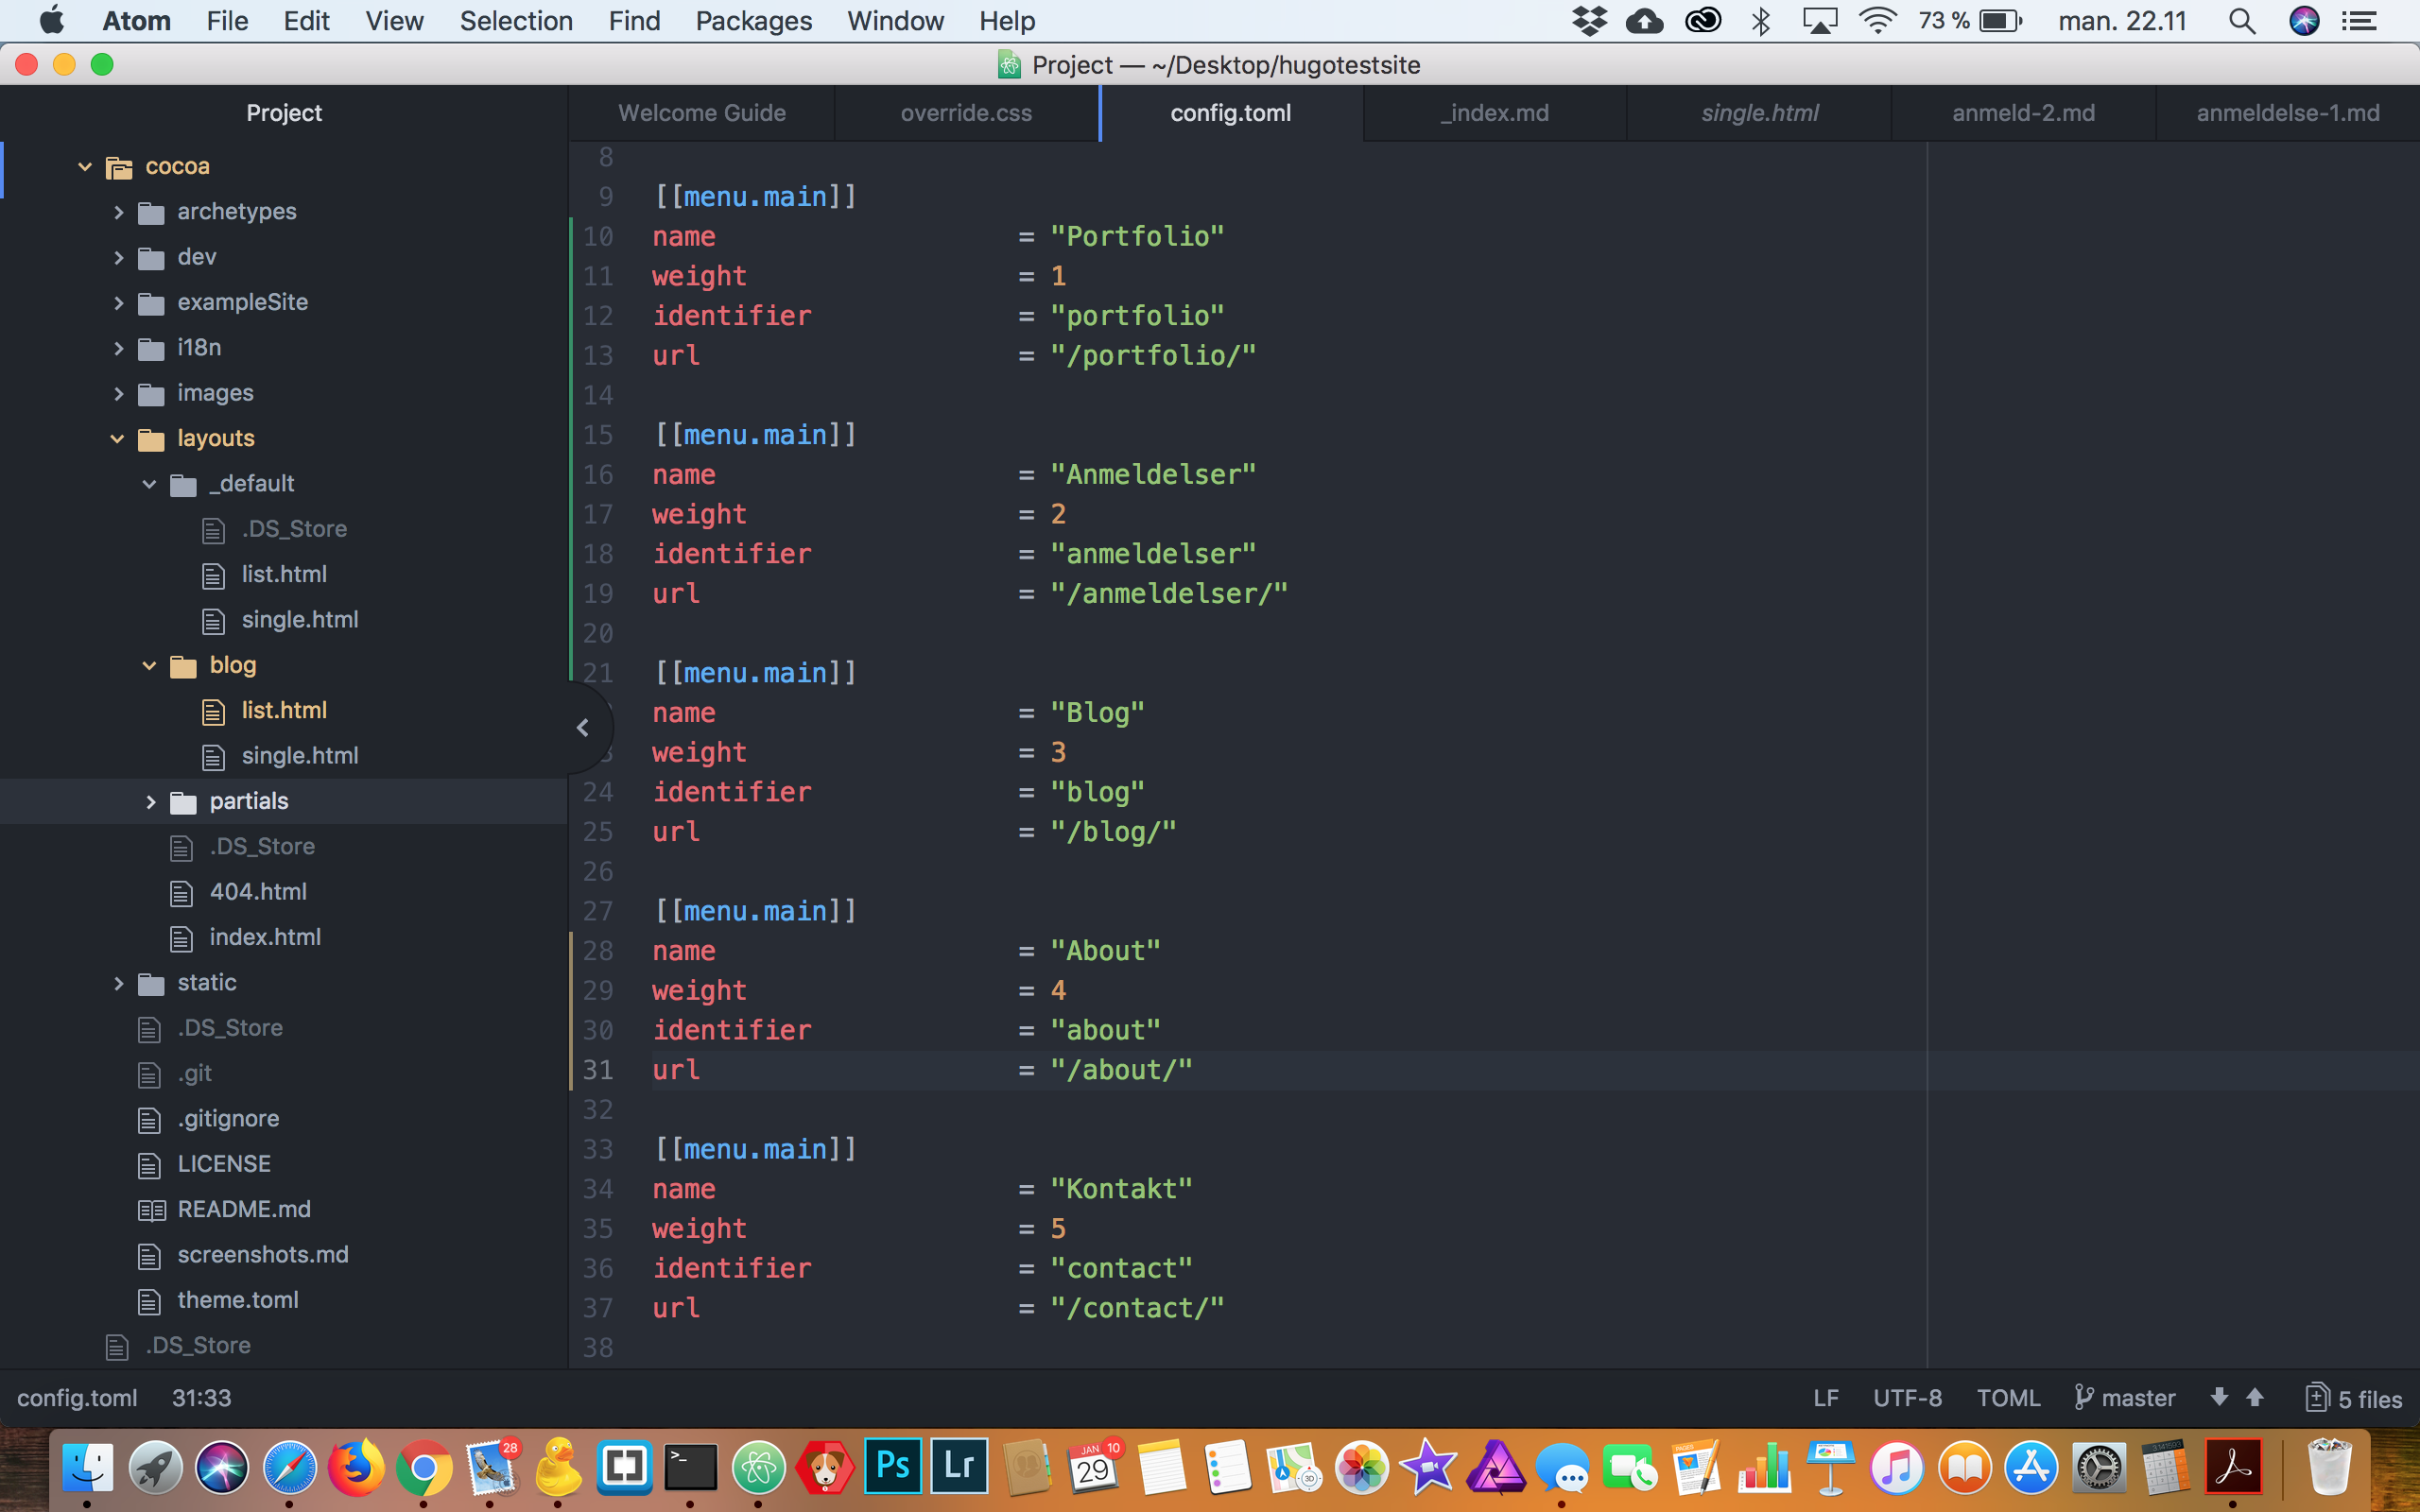 Atom File Edit View Selection Find Packages Window Help 73 % man. 22.11
Project — ~/Desktop/hugotestsite
Project
Welcome Guide override.css config.toml _index.md single.html anmeld-2.md anmeldelse-1.md
cocoa
archetypes
dev
exampleSite
i18n
images
layouts
_default
.DS_Store
list.html
single.html
blog
list.html
single.html
partials
.DS_Store
404.html
index.html
static
.DS_Store
.git
.gitignore
LICENSE
README.md
screenshots.md
theme.toml
.DS_Store
8
9 [[menu.main]]
10 name = "Portfolio"
11 weight = 1
12 identifier = "portfolio"
13 url = "/portfolio/"
14
15 [[menu.main]]
16 name = "Anmeldelser"
17 weight = 2
18 identifier = "anmeldelser"
19 url = "/anmeldelser/"
20
21 [[menu.main]]
name = "Blog"
3 weight = 3
24 identifier = "blog"
25 url = "/blog/"
26
27 [[menu.main]]
28 name = "About"
29 weight = 4
30 identifier = "about"
31 url = "/about/"
32
33 [[menu.main]]
34 name = "Kontakt"
35 weight = 5
36 identifier = "contact"
37 url = "/contact/"
38
config.toml 31:33 LF UTF-8 TOML master 5 files
28 >_ Ps Lr JAN 10 29 3D PAGES